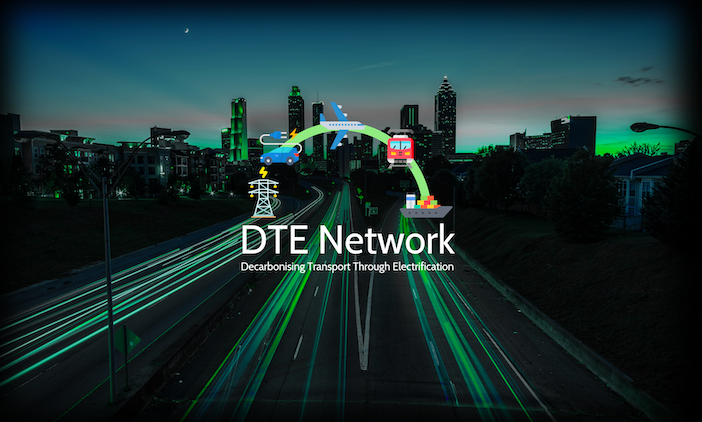 DTE Network
Decarbonising Transport Through Electrification